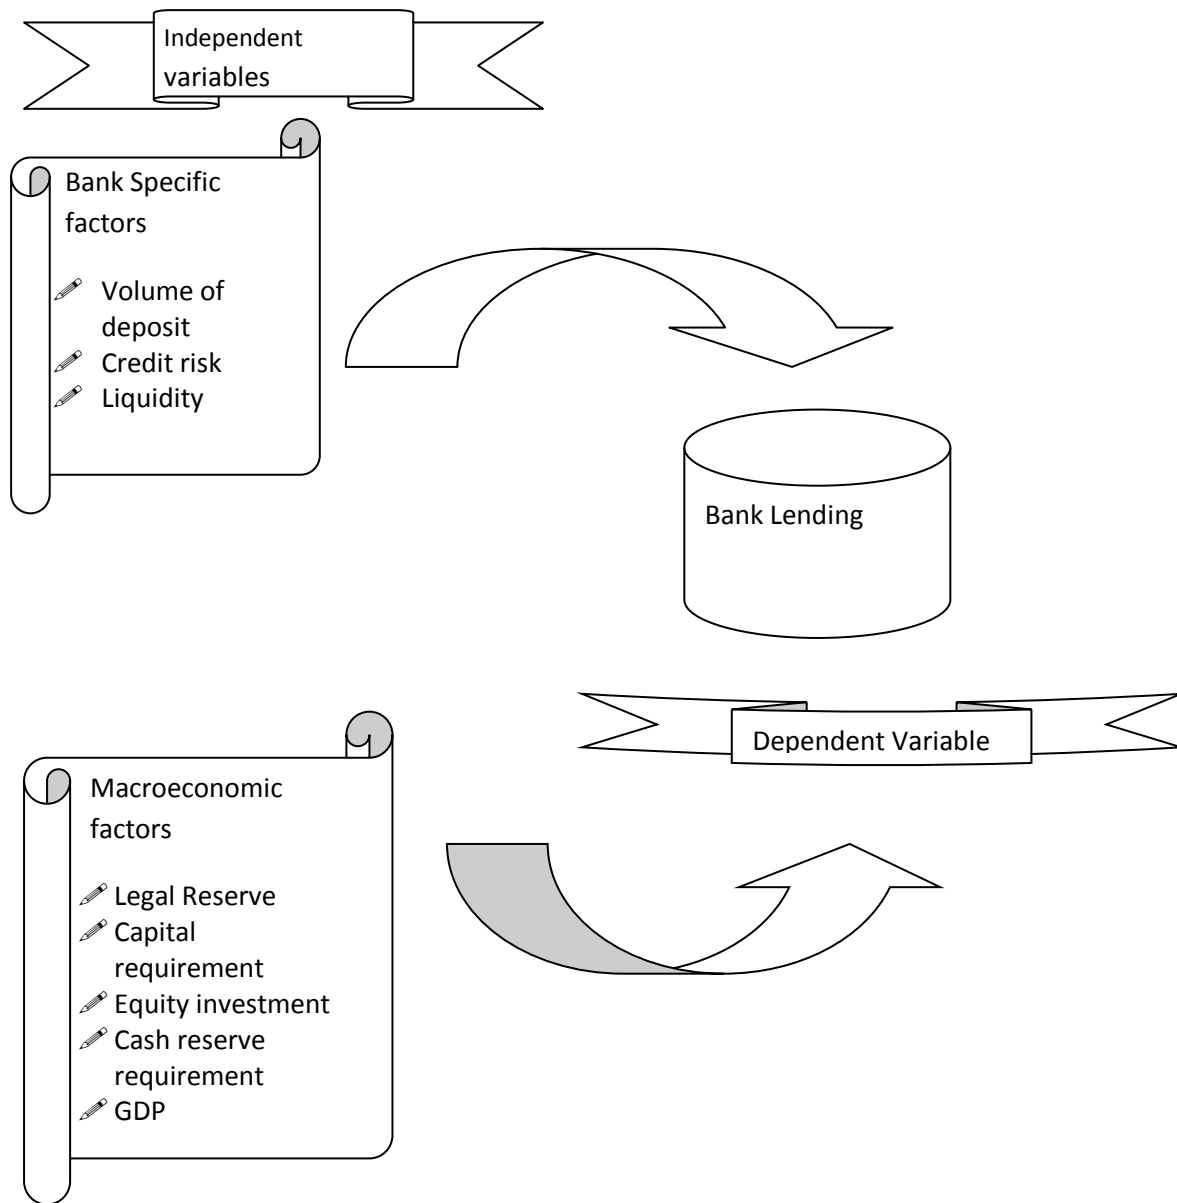 Independent
variables
Bank Specific
factors
Volume of
deposit
Credit risk
Liquidity
Bank Lending
Dependent Variable
Macroeconomic
factors
Legal Reserve
Capital
requirement
Equity investment
Cash reserve
requirement
GDP